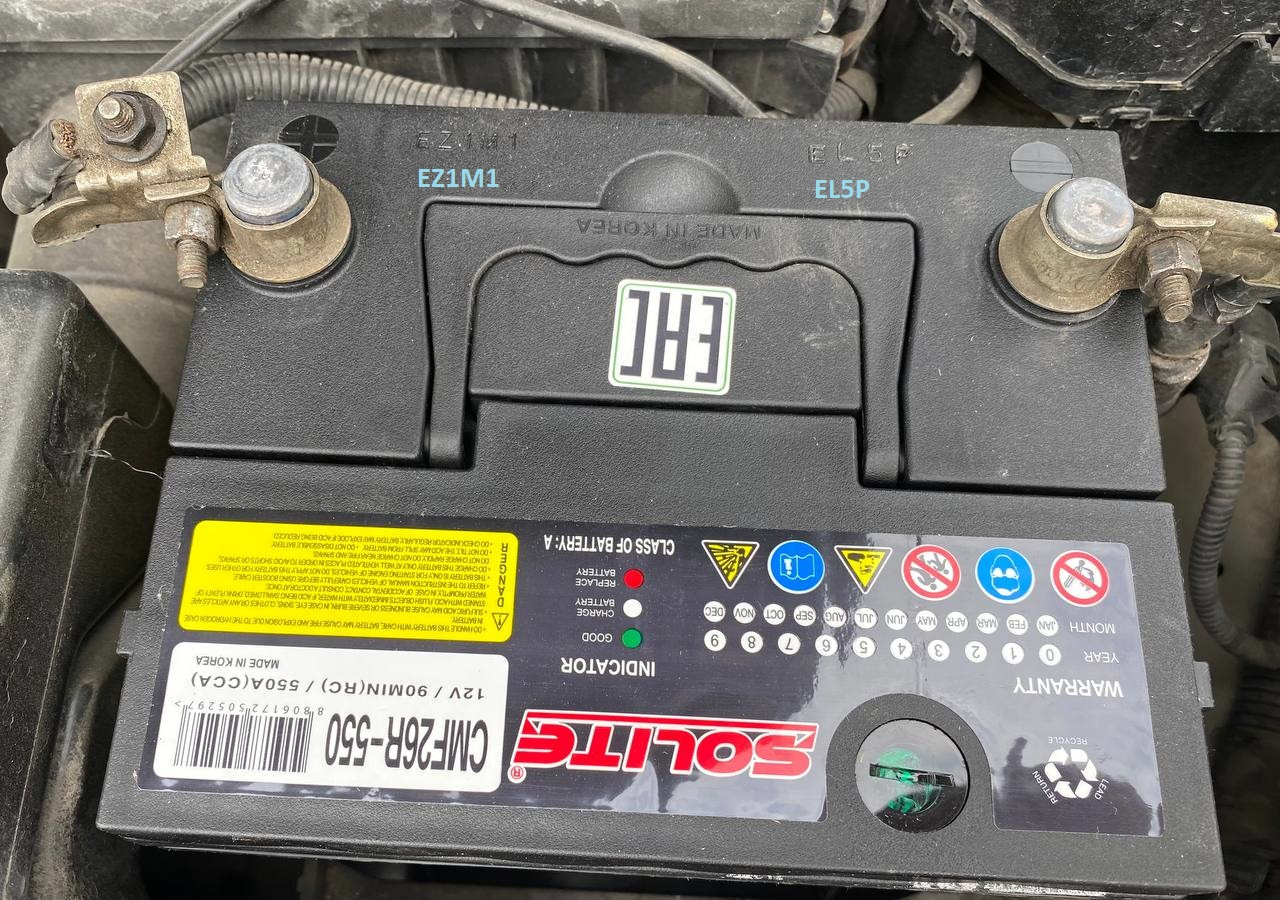 EZ1M1
EL5P
EZ1M1
EL5P
MADE IN KOREA
EAC
WARRANTY
YEAR 0 1 2 3 4 5 6 7 8 9
MONTH JAN FEB MAR APR MAY JUN JUL AUG SEP OCT NOV DEC
RETURN
LEAD
RECYCLE
SOLITE®
INDICATOR
GOOD
CHARGE
BATTERY
REPLACE
BATTERY
CLASS OF BATTERY: A
CMF26R-550
8 806172 505297 >
12V / 90MIN(RC) / 550A(CCA)
MADE IN KOREA
DANGER